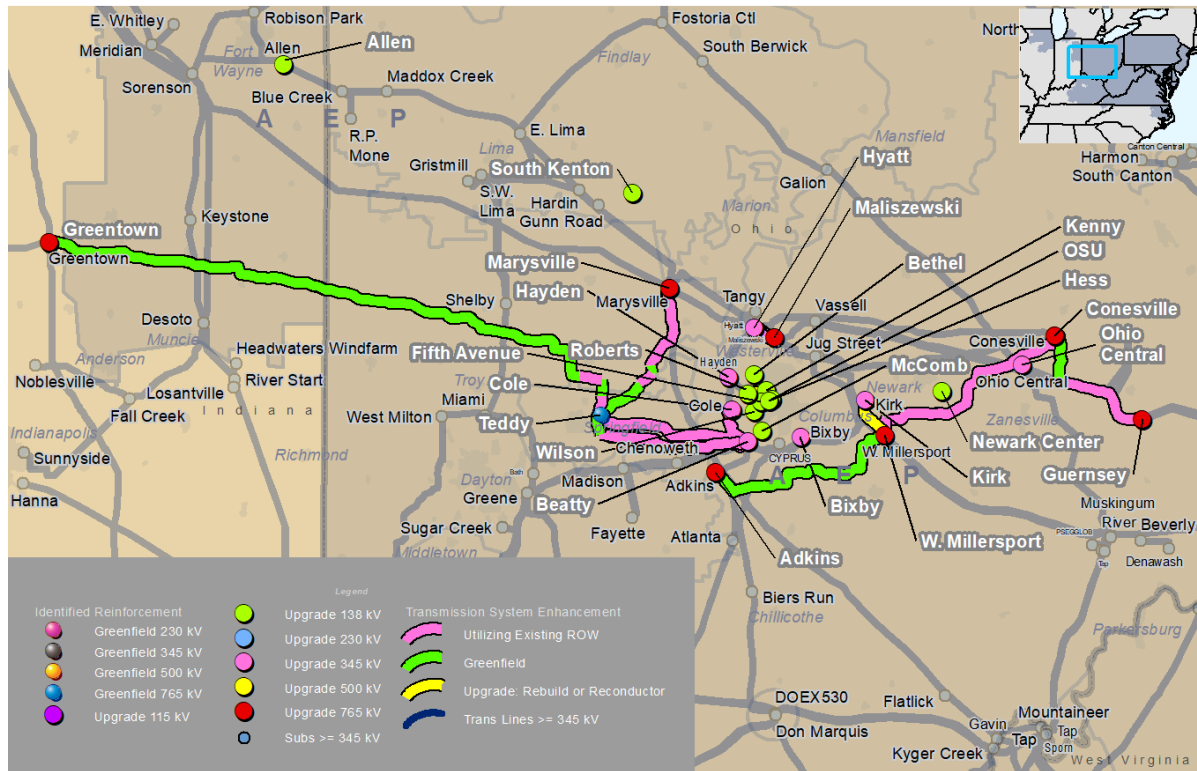 E. Whitley
Robison Park
Fostoria Ctl
North
Meridian
Fort
Wayne
Allen
Allen
Findlay
South Berwick
Sorenson
Maddox Creek
Blue Creek
A E P
R.P.
Mone
E. Lima
Lima
Mansfield
Canton Central
Harmon
South Canton
Gristmill
South Kenton
Hyatt
Galion
S.W.
Lima
Hardin
Gunn Road
Marion
Ohio
Maliszewski
Keystone
Greentown
Greentown
Kenny
OSU
Marysville
Bethel
Hess
Hayden
Marysville
Tangy
Vassell
Conesville
Shelby
Hyatt
Maliszewski
Westerville
Conesville
Ohio
Central
Desoto
Muncie
Fifth Avenue
Roberts
Hayden
Jug Street
McComb
Anderson
Headwaters Windfarm
Troy
Cole
Newark
Ohio Central
Noblesville
Losantville
River Start
Miami
Cole
Kirk
Zanesville
Fall Creek
Indiana
West Milton
Teddy
Springfield
Columbus
Newark Center
Indianapolis
Richmond
Wilson
Chenoweth
Bixby
W. Millersport
Guernsey
Sunnyside
Bath
CYPRUS
A E P
Kirk
Hanna
Dayton
Greene
Madison
Adkins
Beatty
Bixby
Muskingum
River
Beverly
Sugar Creek
Fayette
W. Millersport
PSEGGLOB
Tap
Denawash
Middletown
Atlanta
Adkins
Biers Run
Chillicothe
Parkersburg
DOEX530
Don Marquis
Flatlick
Mountaineer
Gavin
Tap
Tap
Sporn
Kyger Creek
West Virginia
Legend
Identified Reinforcement
Greenfield 230 kV
Greenfield 345 kV
Greenfield 500 kV
Greenfield 765 kV
Upgrade 115 kV
Upgrade 138 kV
Upgrade 230 kV
Upgrade 345 kV
Upgrade 500 kV
Upgrade 765 kV
Subs >= 345 kV
Transmission System Enhancement
Utilizing Existing ROW
Greenfield
Upgrade: Rebuild or Reconductor
Trans Lines >= 345 kV